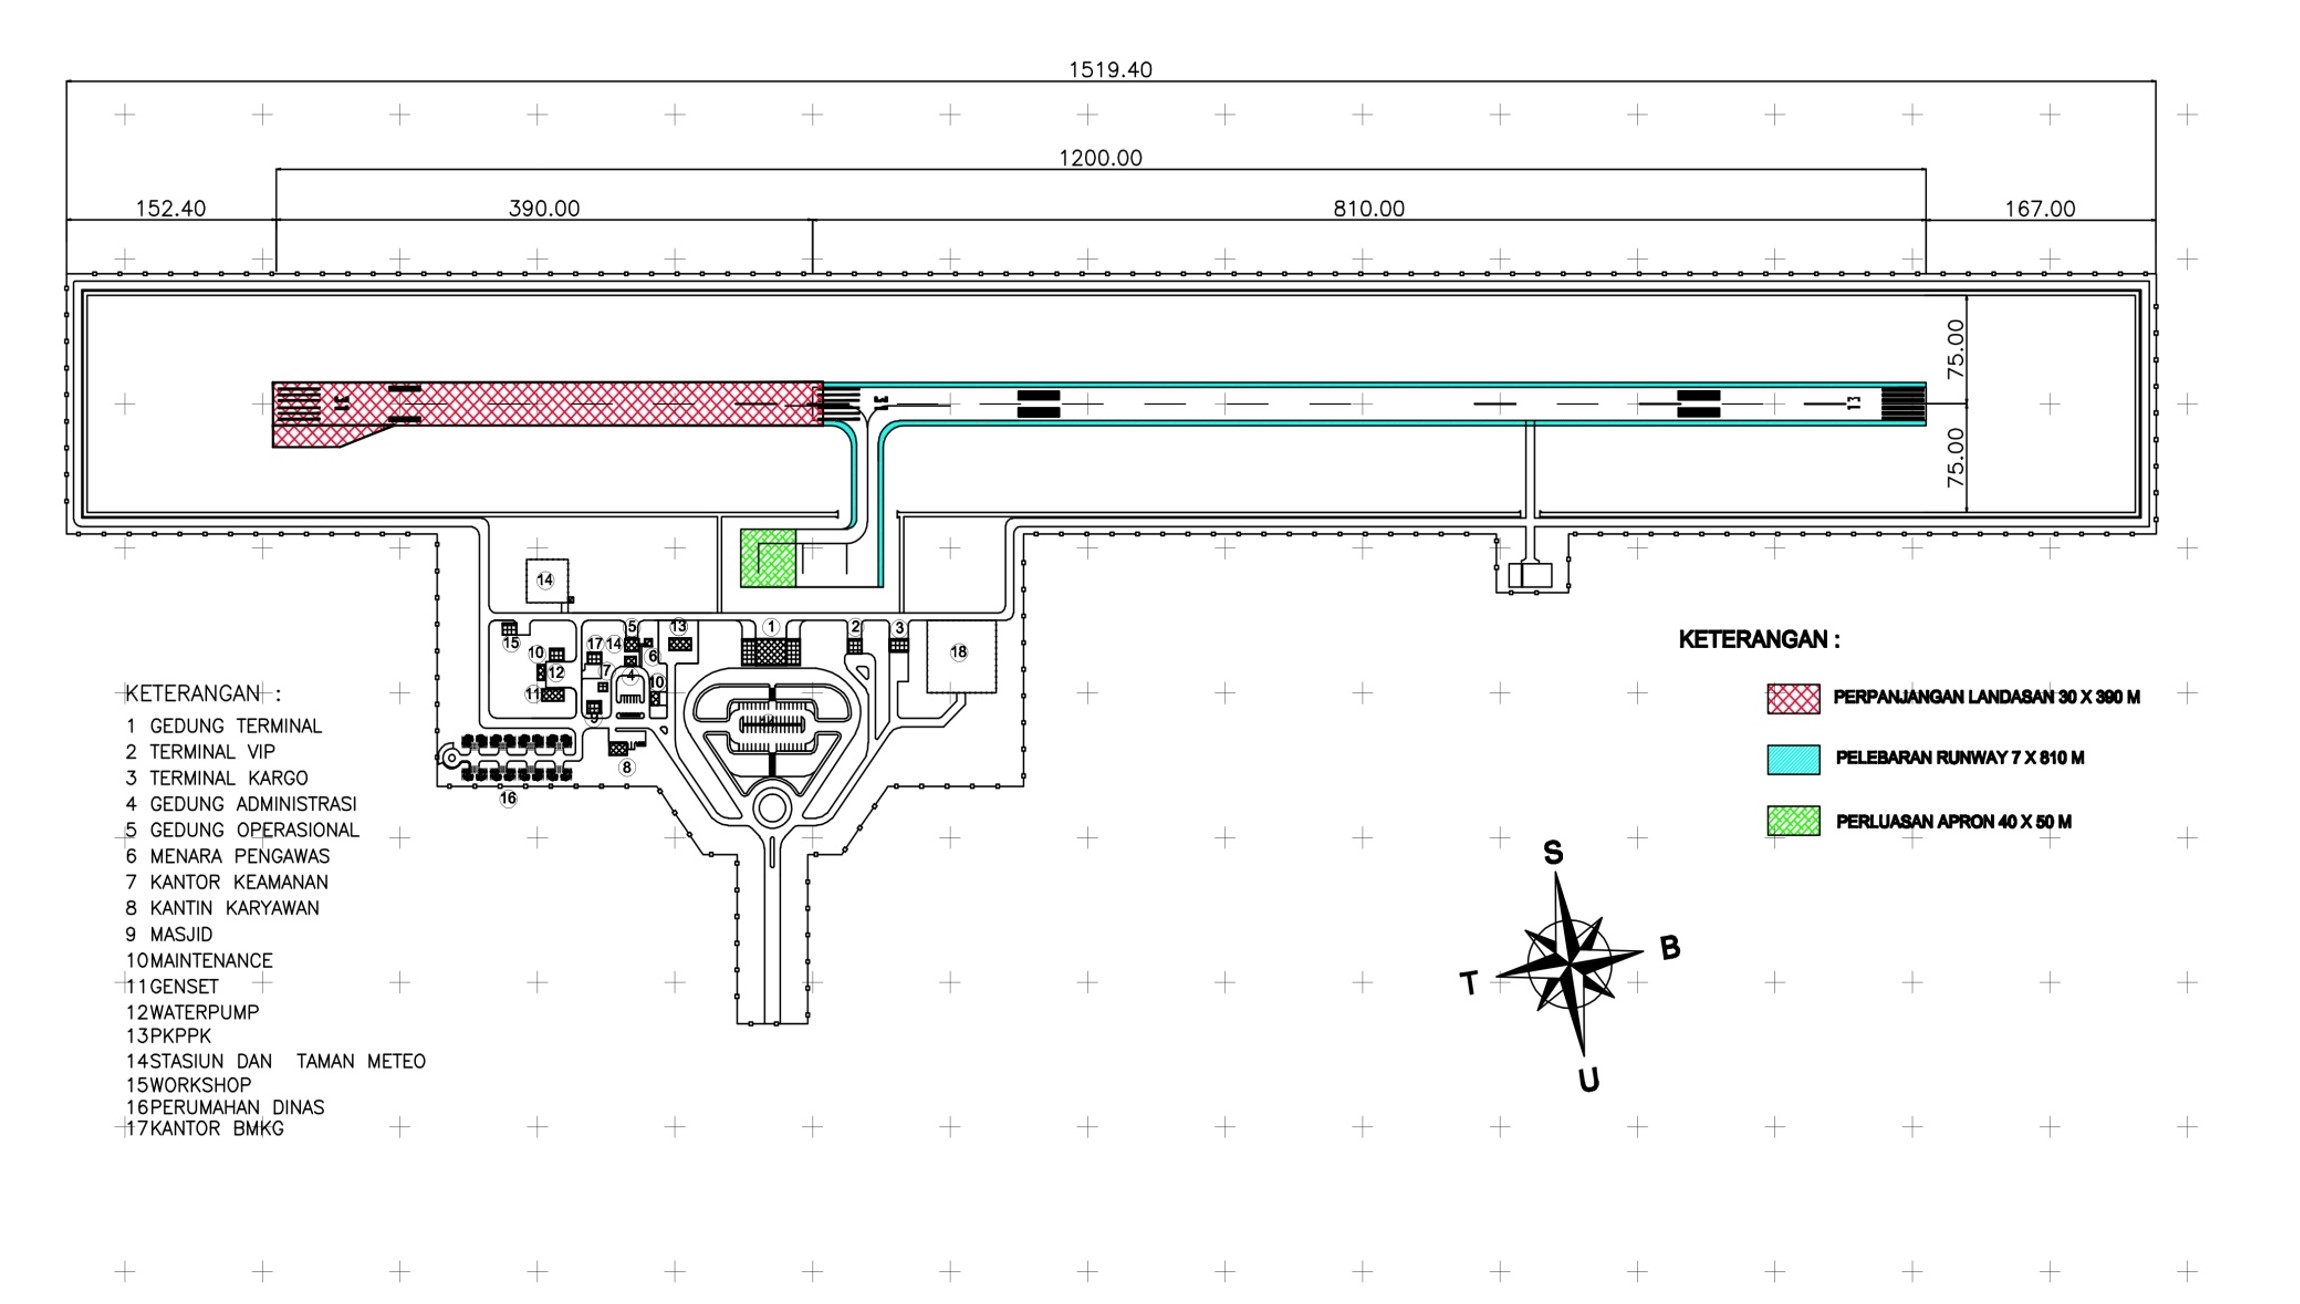 1519.40
1200.00
152.40
390.00
810.00
167.00
75.00
75.00
13
14
1
2
3
5
13
15
10
17
14
6
12
7
4
10
11
9
18
8
16
KETERANGAN :
1 GEDUNG TERMINAL
2 TERMINAL VIP
3 TERMINAL KARGO
4 GEDUNG ADMINISTRASI
5 GEDUNG OPERASIONAL
6 MENARA PENGAWAS
7 KANTOR KEAMANAN
8 KANTIN KARYAWAN
9 MASJID
10 MAINTENANCE
11 GENSET
12 WATERPUMP
13 PKPPK
14 STASIUN DAN TAMAN METEO
15 WORKSHOP
16 PERUMAHAN DINAS
17 KANTOR BMKG
KETERANGAN :
PERPANJANGAN LANDASAN 30 X 390 M
PELEBARAN RUNWAY 7 X 810 M
PERLUASAN APRON 40 X 50 M
S
B
T
U